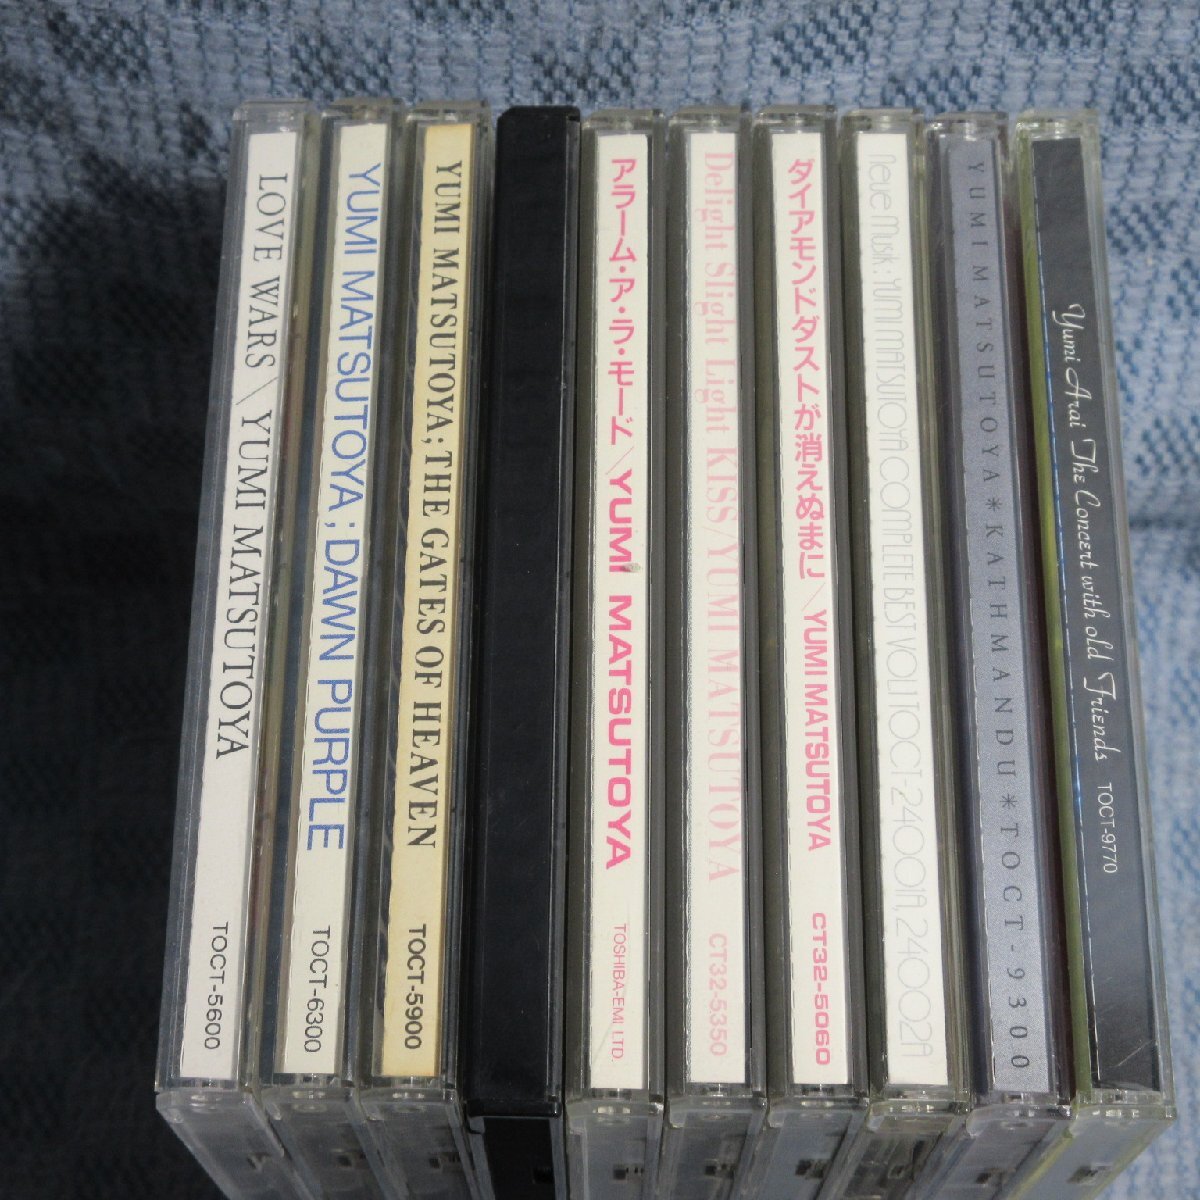 LOVE WARS \ YUMI MATSUTOYA TOCT-5600
YUMI MATSUTOYA ; DAWN PURPLE TOCT-6300
YUMI MATSUTOYA ; THE GATES OF HEAVEN TOCT-5900
アラーム・ア・ラ・モード \ YUMI MATSUTOYA TOSHIBA-EMI LTD.
Delight Slight Light KISS / YUMI MATSUTOYA CT32-5350
ダイアモンドダストが消えぬまに \ YUMI MATSUTOYA CT32-5060
neue Musik : YUMI MATSUTOYA COMPLETE BEST VOL.1 TOCT-24001A, 24002A
YUMI MATSUTOYA * KATHMANDU * TOCT-9300
Yumi Arai The Concert with old Friends TOCT-9770